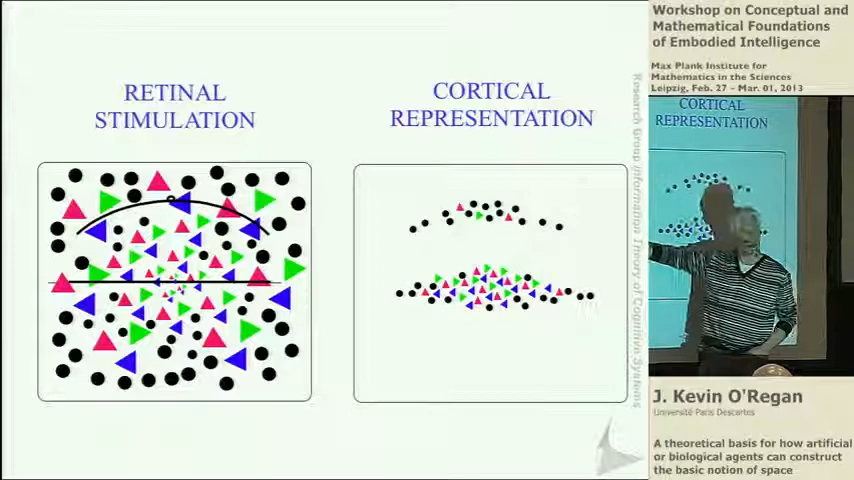 Workshop on Conceptual and
Mathematical Foundations
of Embodied Intelligence
Max Plank Institute for
Mathematics in the Sciences
Leipzig, Feb. 27 - Mar. 01, 2013
RETINAL
STIMULATION
CORTICAL
REPRESENTATION
Research Group Information Theory of Cognitive Systems
CORTICAL
REPRESENTATION
J. Kevin O'Regan
Université Paris Descartes
A theoretical basis for how artificial
or biological agents can construct
the basic notion of space